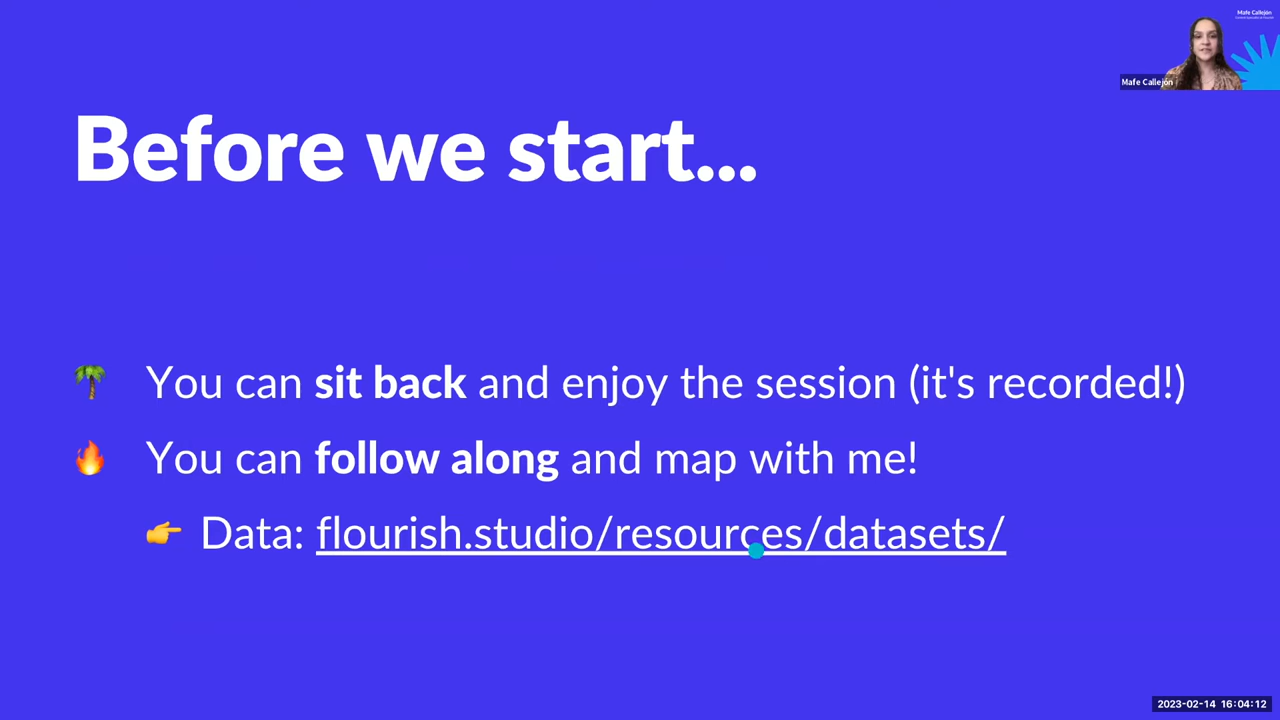 Mafe Callejón
Mafe Callejón
Before we start...
You can sit back and enjoy the session (it's recorded!)
You can follow along and map with me!
Data: flourish.studio/resources/datasets/
2023-02-14 16:04:12